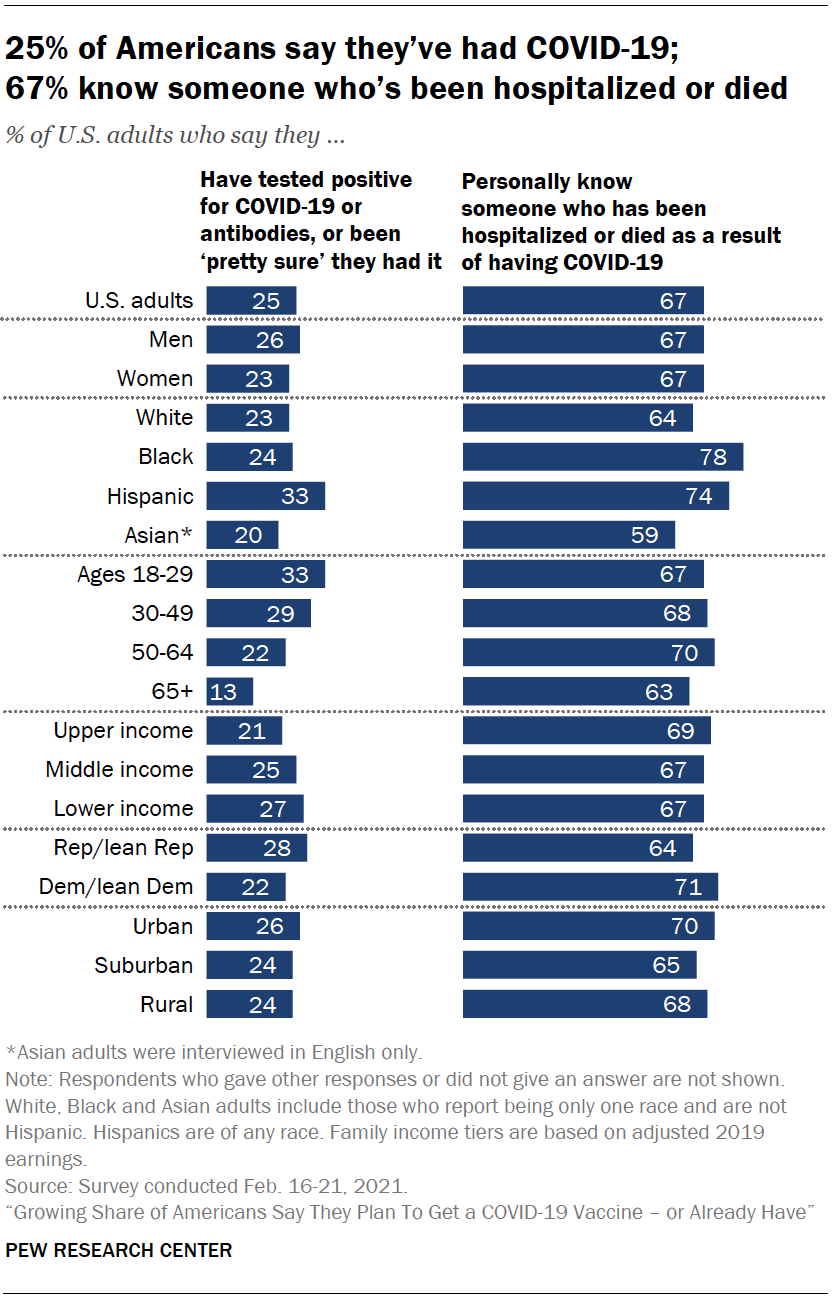 25% of Americans say they've had COVID-19;
67% know someone who's been hospitalized or died
% of U.S. adults who say they ...
Have tested positive
for COVID-19 or
antibodies, or been
‘pretty sure’ they had it
Personally know
someone who has been
hospitalized or died as a result
of having COVID-19
U.S. adults 25 67
Men 26 67
Women 23 67
White 23 64
Black 24 78
Hispanic 33 74
Asian* 20 59
Ages 18-29 33 67
30-49 29 68
50-64 22 70
65+ 13 63
Upper income 21 69
Middle income 25 67
Lower income 27 67
Rep/lean Rep 28 64
Dem/lean Dem 22 71
Urban 26 70
Suburban 24 65
Rural 24 68
*Asian adults were interviewed in English only.
Note: Respondents who gave other responses or did not give an answer are not shown.
White, Black and Asian adults include those who report being only one race and are not
Hispanic. Hispanics are of any race. Family income tiers are based on adjusted 2019
earnings.
Source: Survey conducted Feb. 16-21, 2021.
“Growing Share of Americans Say They Plan To Get a COVID-19 Vaccine – or Already Have”
PEW RESEARCH CENTER